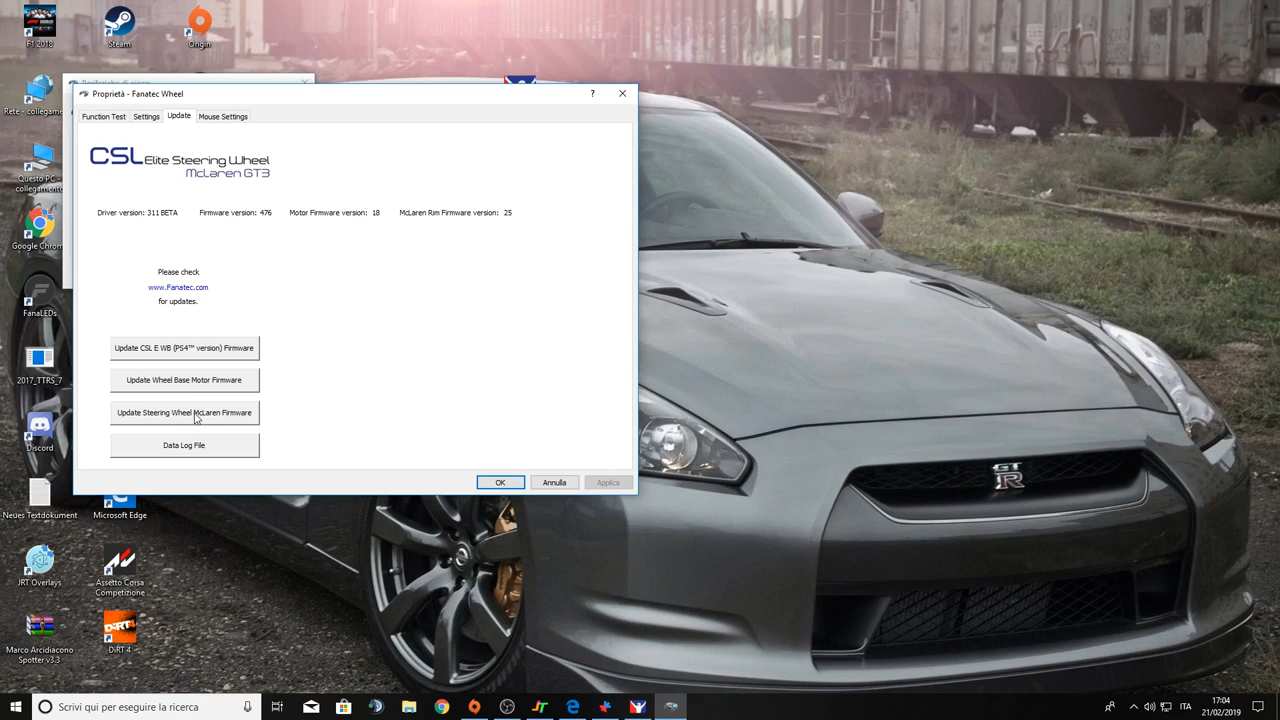 F1 2018
Steam
Origin
Rete - collegame...
Questo PC -
collegamento
Google Chrome
FanaLEDs
2017_TTRS_7
Discord
Neues Textdokument
Microsoft Edge
JRT Overlays
Assetto Corsa
Competizione
Marco Arcidiacono
Spotter v3.3
DiRT 4
Proprietà - Fanatec Wheel
?
Function Test
Settings
Update
Mouse Settings
CSL Elite Steering Wheel
McLaren GT3
Driver version: 311 BETA
Firmware version: 476
Motor Firmware version: 18
McLaren Rim Firmware version: 25
Please check
www.Fanatec.com
for updates.
Update CSL E WB (PS4™ version) Firmware
Update Wheel Base Motor Firmware
Update Steering Wheel McLaren Firmware
Data Log File
OK
Annulla
Applica
GT
R
Scrivi qui per eseguire la ricerca
ITA
17:04
21/02/2019